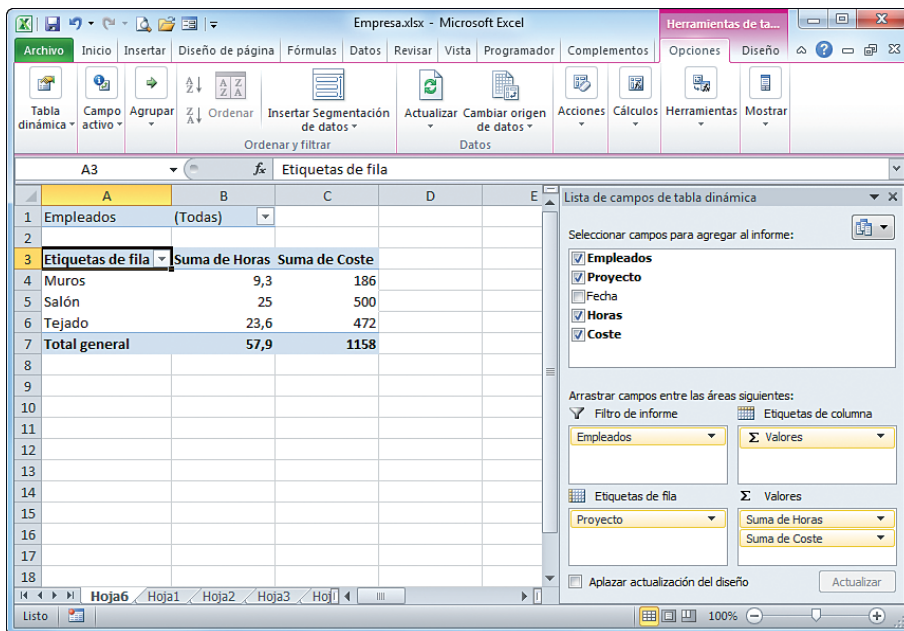 Empresa.xlsx - Microsoft Excel
Herramientas de ta...
Archivo Inicio Insertar Diseño de página Fórmulas Datos Revisar Vista Programador Complementos Opciones Diseño
Tabla dinámica
Campo activo
Agrupar
Ordenar
Insertar Segmentación de datos
Actualizar
Cambiar origen de datos
Acciones
Cálculos
Herramientas
Mostrar
Ordenar y filtrar
Datos
A3 fx Etiquetas de fila
A B C D E
1 Empleados (Todas)
2
3 Etiquetas de fila Suma de Horas Suma de Coste
4 Muros 9,3 186
5 Salón 25 500
6 Tejado 23,6 472
7 Total general 57,9 1158
8
9
10
11
12
13
14
15
16
17
18
Hoja6 Hoja1 Hoja2 Hoja3 Hoj
Listo
100%
Lista de campos de tabla dinámica
Seleccionar campos para agregar al informe:
Empleados
Proyecto
Fecha
Horas
Coste
Arrastrar campos entre las áreas siguientes:
Filtro de informe
Etiquetas de columna
Empleados
Σ Valores
Etiquetas de fila
Σ Valores
Proyecto
Suma de Horas
Suma de Coste
Aplazar actualización del diseño
Actualizar